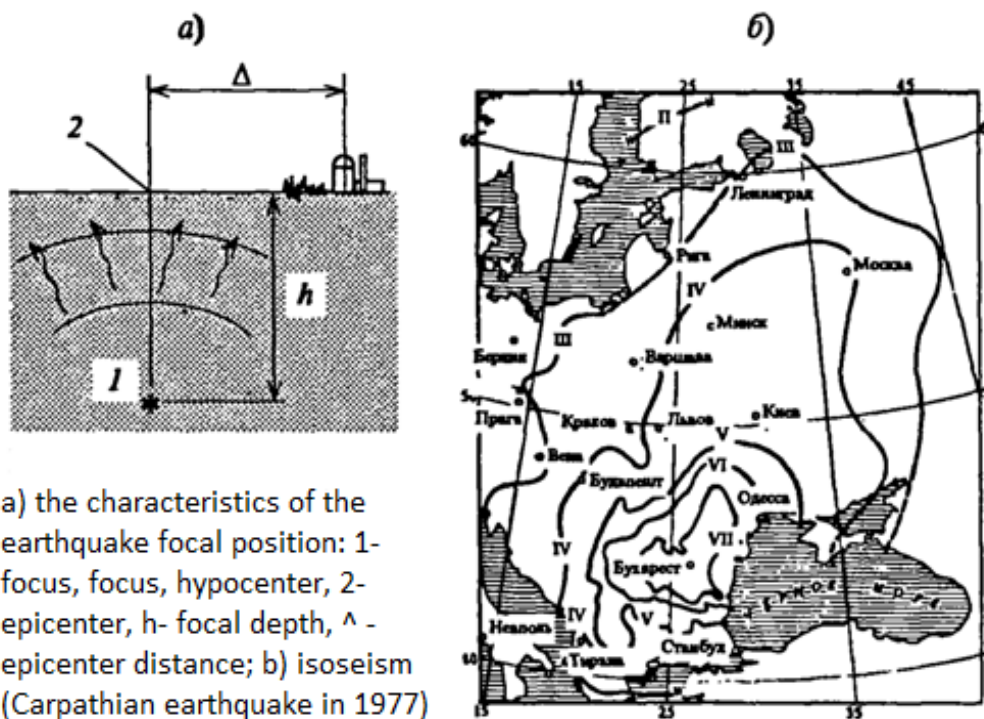 а)
Δ
2
h
1
a) the characteristics of the
earthquake focal position: 1-
focus, focus, hypocenter, 2-
epicenter, h- focal depth, ^ -
epicenter distance; b) isoseism
(Carpathian earthquake in 1977)
б)
15 25 35 45
II
60
III
Ленинград
Рига
Москва
IV
Минск
III
Берлин
Варшава
Прага
Краков
Львов
Киев
Вена
V
VI
Будапешт
Одесса
IV
VII
Бухарест
Черное море
IV
V
Неаполь
Стамбул
Тирана
40
15 25 35